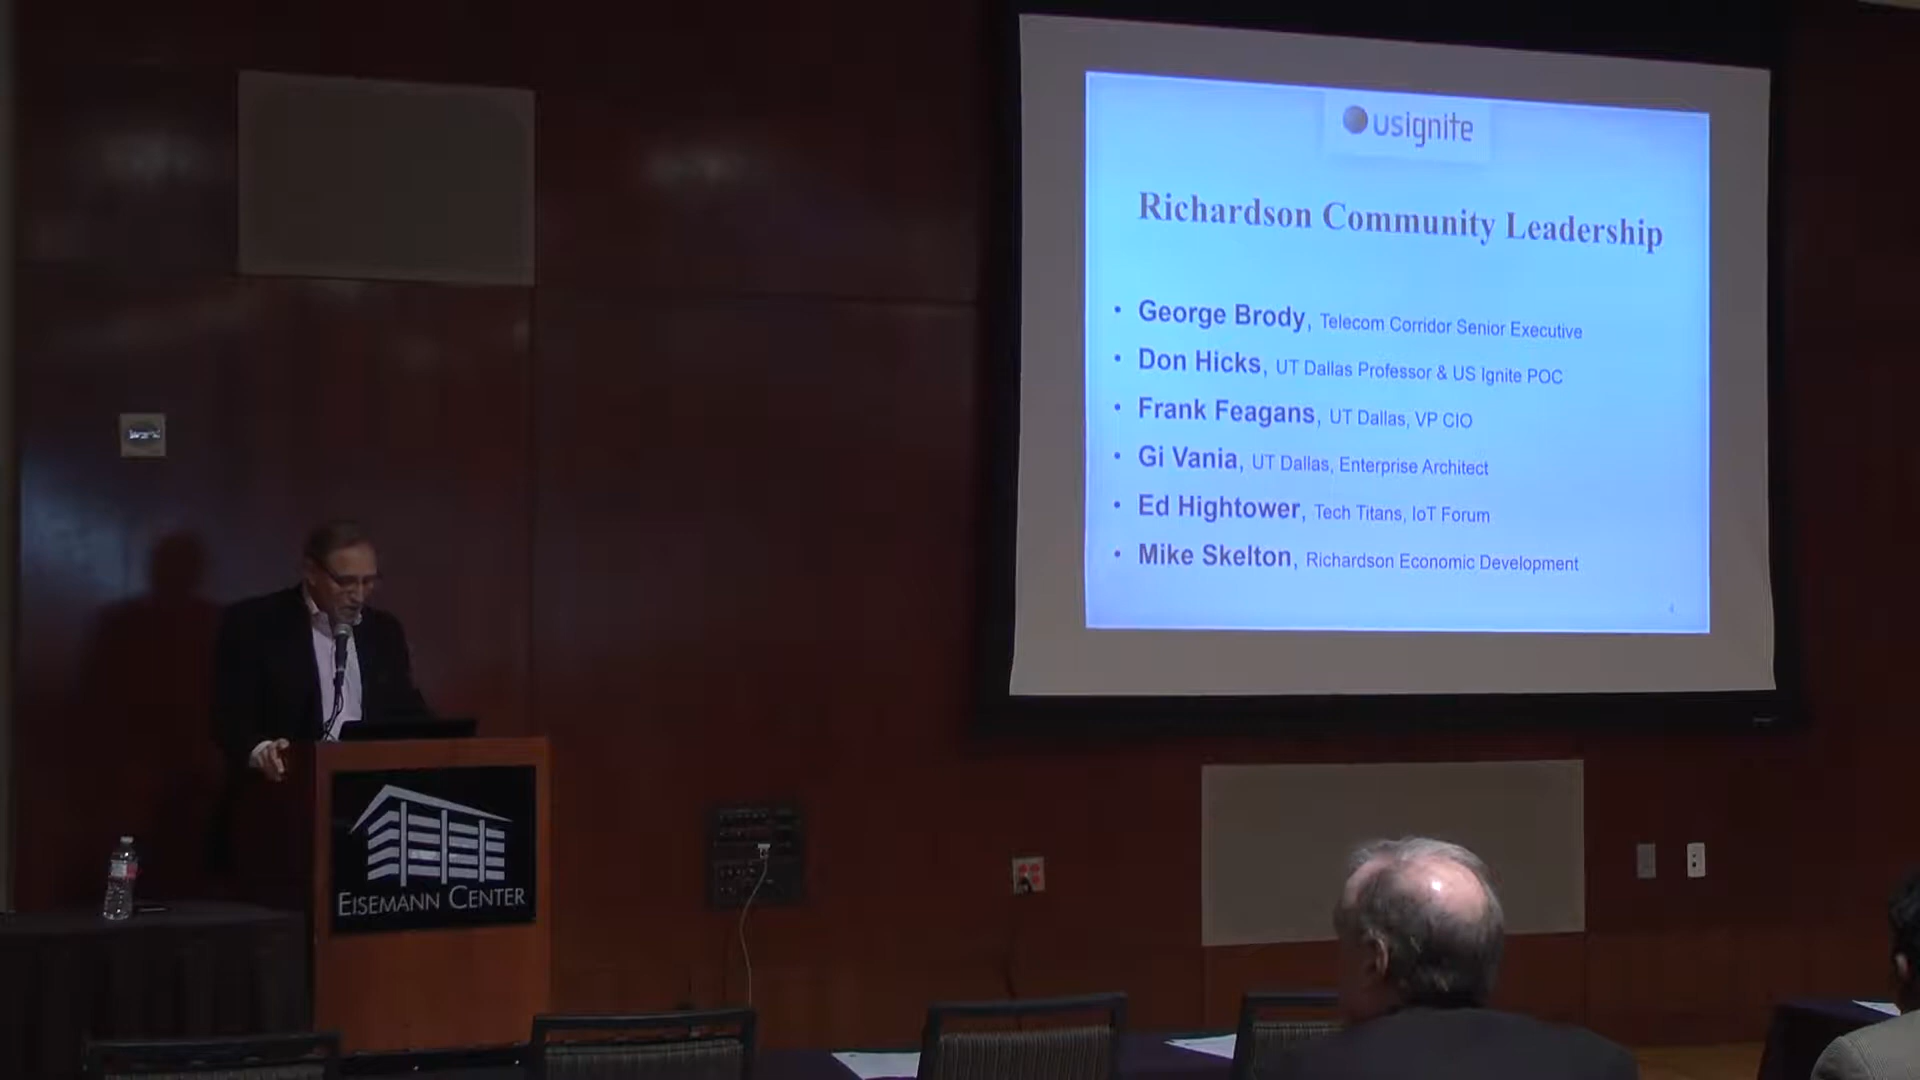 usignite
Richardson Community Leadership
• George Brody, Telecom Corridor Senior Executive
• Don Hicks, UT Dallas Professor & US Ignite POC
• Frank Feagans, UT Dallas, VP CIO
• Gi Vania, UT Dallas, Enterprise Architect
• Ed Hightower, Tech Titans, IoT Forum
• Mike Skelton, Richardson Economic Development
4
EISEMANN CENTER